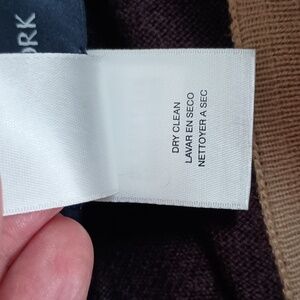 ORK
DRY CLEAN
LAVAR EN SECO
NETTOYER A SEC